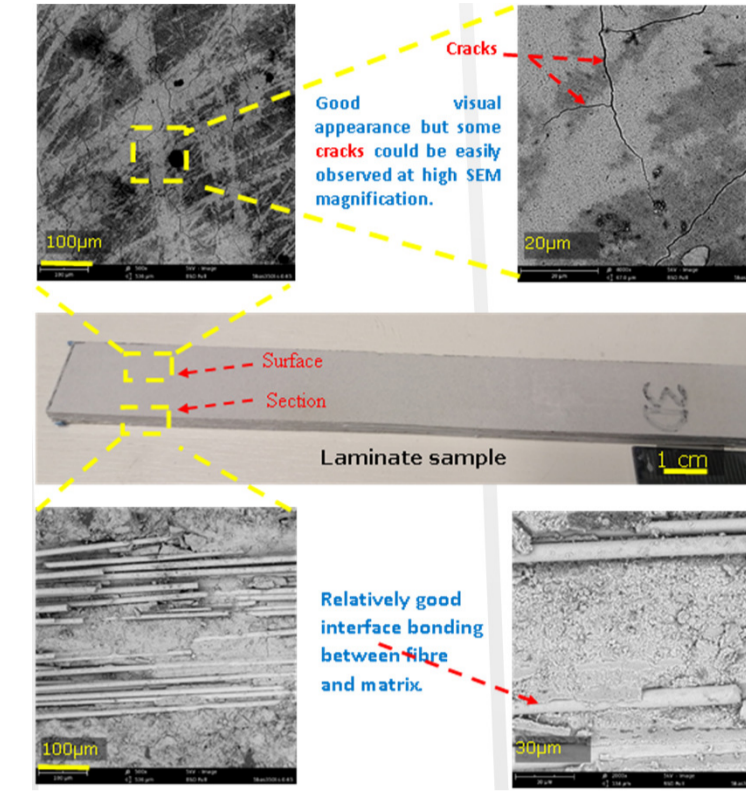 Cracks
Good visual
appearance but some
cracks could be easily
observed at high SEM
magnification.
100μm
20μm
Surface
Section
Laminate sample
1 cm
Relatively good
interface bonding
between fibre
and matrix.
100μm
30μm